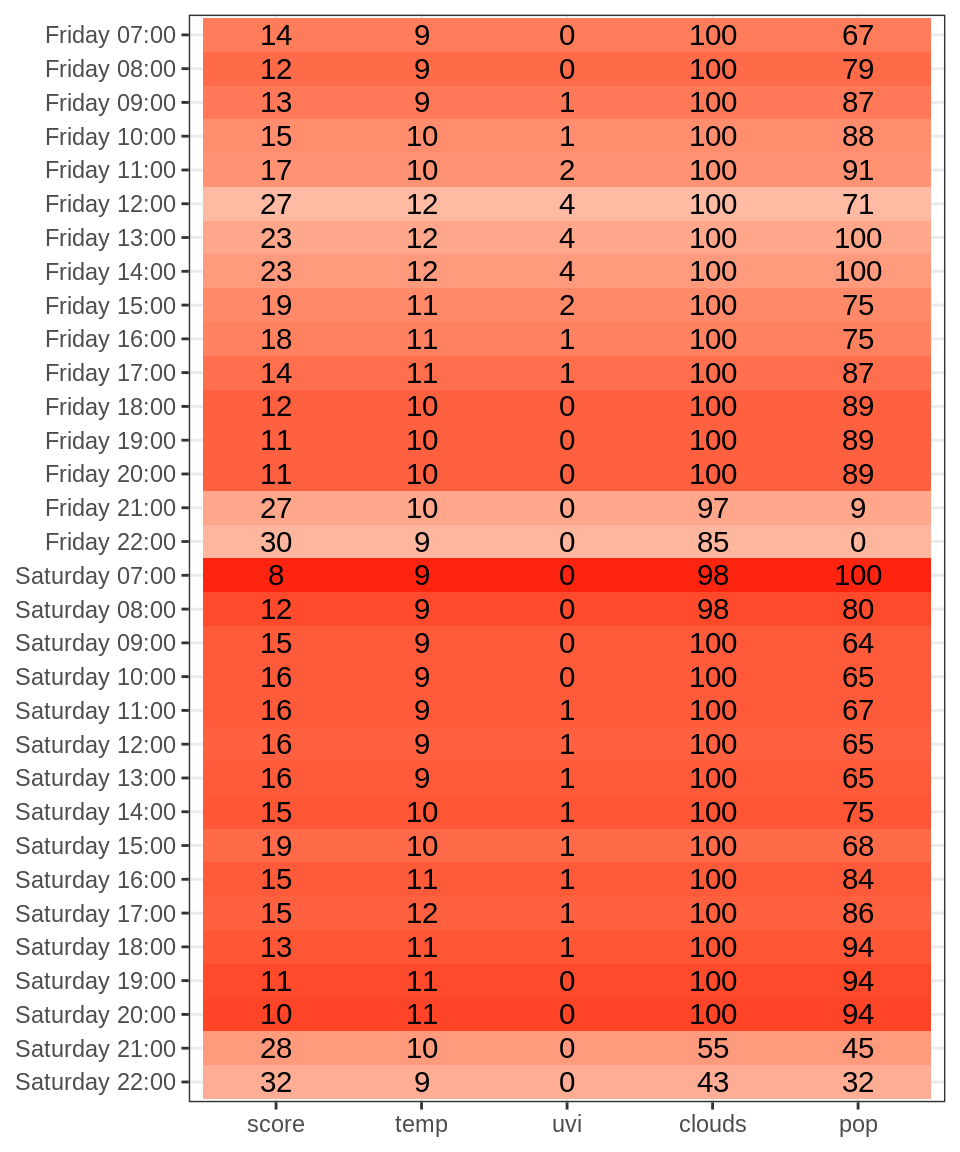 Friday 07:00 14 9 0 100 67
Friday 08:00 12 9 0 100 79
Friday 09:00 13 9 1 100 87
Friday 10:00 15 10 1 100 88
Friday 11:00 17 10 2 100 91
Friday 12:00 27 12 4 100 71
Friday 13:00 23 12 4 100 100
Friday 14:00 23 12 4 100 100
Friday 15:00 19 11 2 100 75
Friday 16:00 18 11 1 100 75
Friday 17:00 14 11 1 100 87
Friday 18:00 12 10 0 100 89
Friday 19:00 11 10 0 100 89
Friday 20:00 11 10 0 100 89
Friday 21:00 27 10 0 97 9
Friday 22:00 30 9 0 85 0
Saturday 07:00 8 9 0 98 100
Saturday 08:00 12 9 0 98 80
Saturday 09:00 15 9 0 100 64
Saturday 10:00 16 9 0 100 65
Saturday 11:00 16 9 1 100 67
Saturday 12:00 16 9 1 100 65
Saturday 13:00 16 9 1 100 65
Saturday 14:00 15 10 1 100 75
Saturday 15:00 19 10 1 100 68
Saturday 16:00 15 11 1 100 84
Saturday 17:00 15 12 1 100 86
Saturday 18:00 13 11 1 100 94
Saturday 19:00 11 11 0 100 94
Saturday 20:00 10 11 0 100 94
Saturday 21:00 28 10 0 55 45
Saturday 22:00 32 9 0 43 32
score temp uvi clouds pop